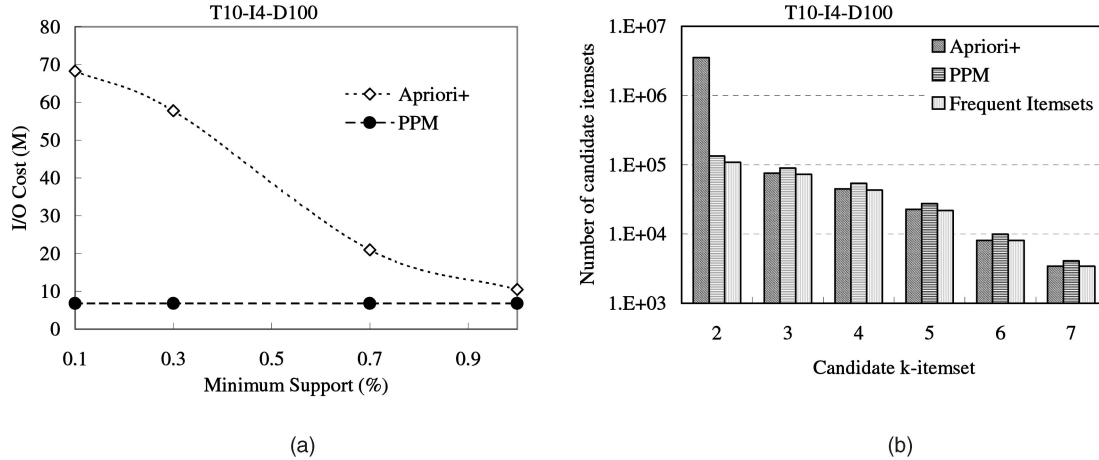 T10-I4-D100
80
70
60
50
40
30
20
10
0
I/O Cost (M)
Apriori+
PPM
0.1 0.3 0.5 0.7 0.9
Minimum Support (%)
(a)
T10-I4-D100
1.E+07
1.E+06
1.E+05
1.E+04
1.E+03
Number of candidate itemsets
Apriori+
PPM
Frequent Itemsets
2 3 4 5 6 7
Candidate k-itemset
(b)